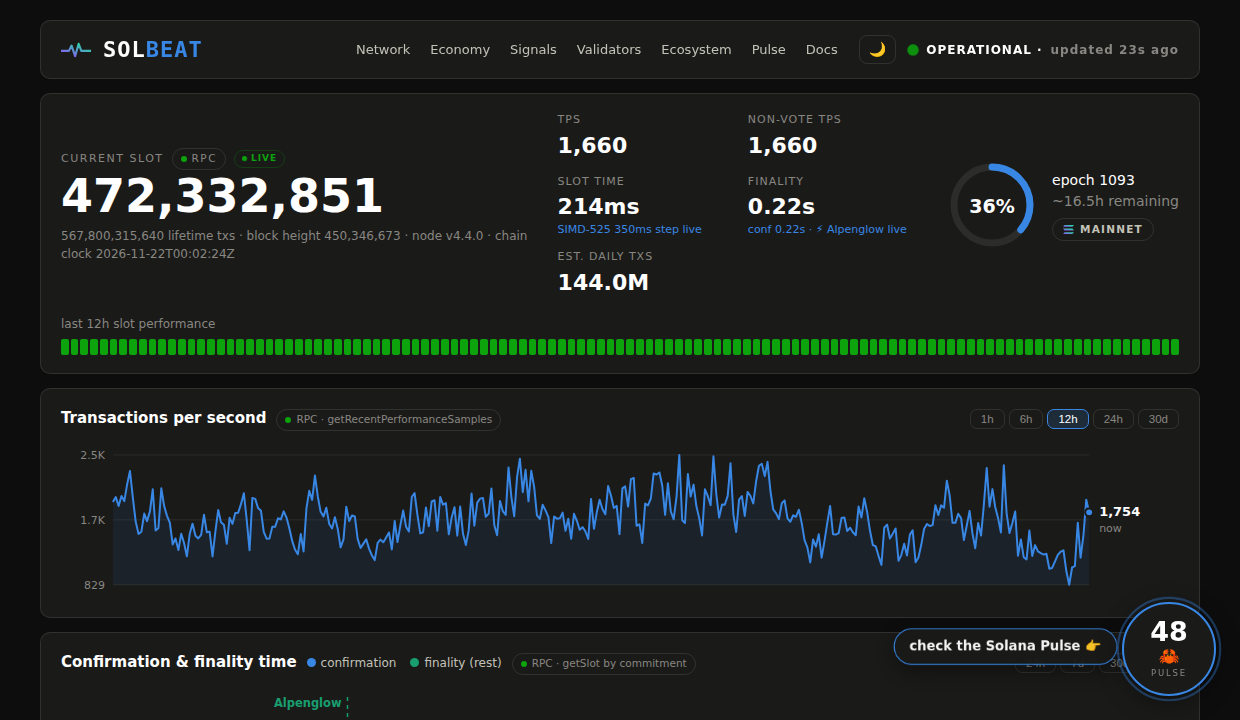 SOLBEAT
Network Economy Signals Validators Ecosystem Pulse Docs
OPERATIONAL · updated 23s ago
CURRENT SLOT RPC LIVE
472,332,851
567,800,315,640 lifetime txs · block height 450,346,673 · node v4.4.0 · chain
clock 2026-11-22T00:02:24Z
TPS
1,660
NON-VOTE TPS
1,660
SLOT TIME
214ms
SIMD-525 350ms step live
FINALITY
0.22s
conf 0.22s · ⚡ Alpenglow live
EST. DAILY TXS
144.0M
36%
epoch 1093
~16.5h remaining
MAINNET
last 12h slot performance
Transactions per second RPC · getRecentPerformanceSamples
1h 6h 12h 24h 30d
2.5K
1.7K
829
1,754
now
Confirmation & finality time confirmation finality (rest) RPC · getSlot by commitment
Alpenglow
check the Solana Pulse 👉
48
PULSE